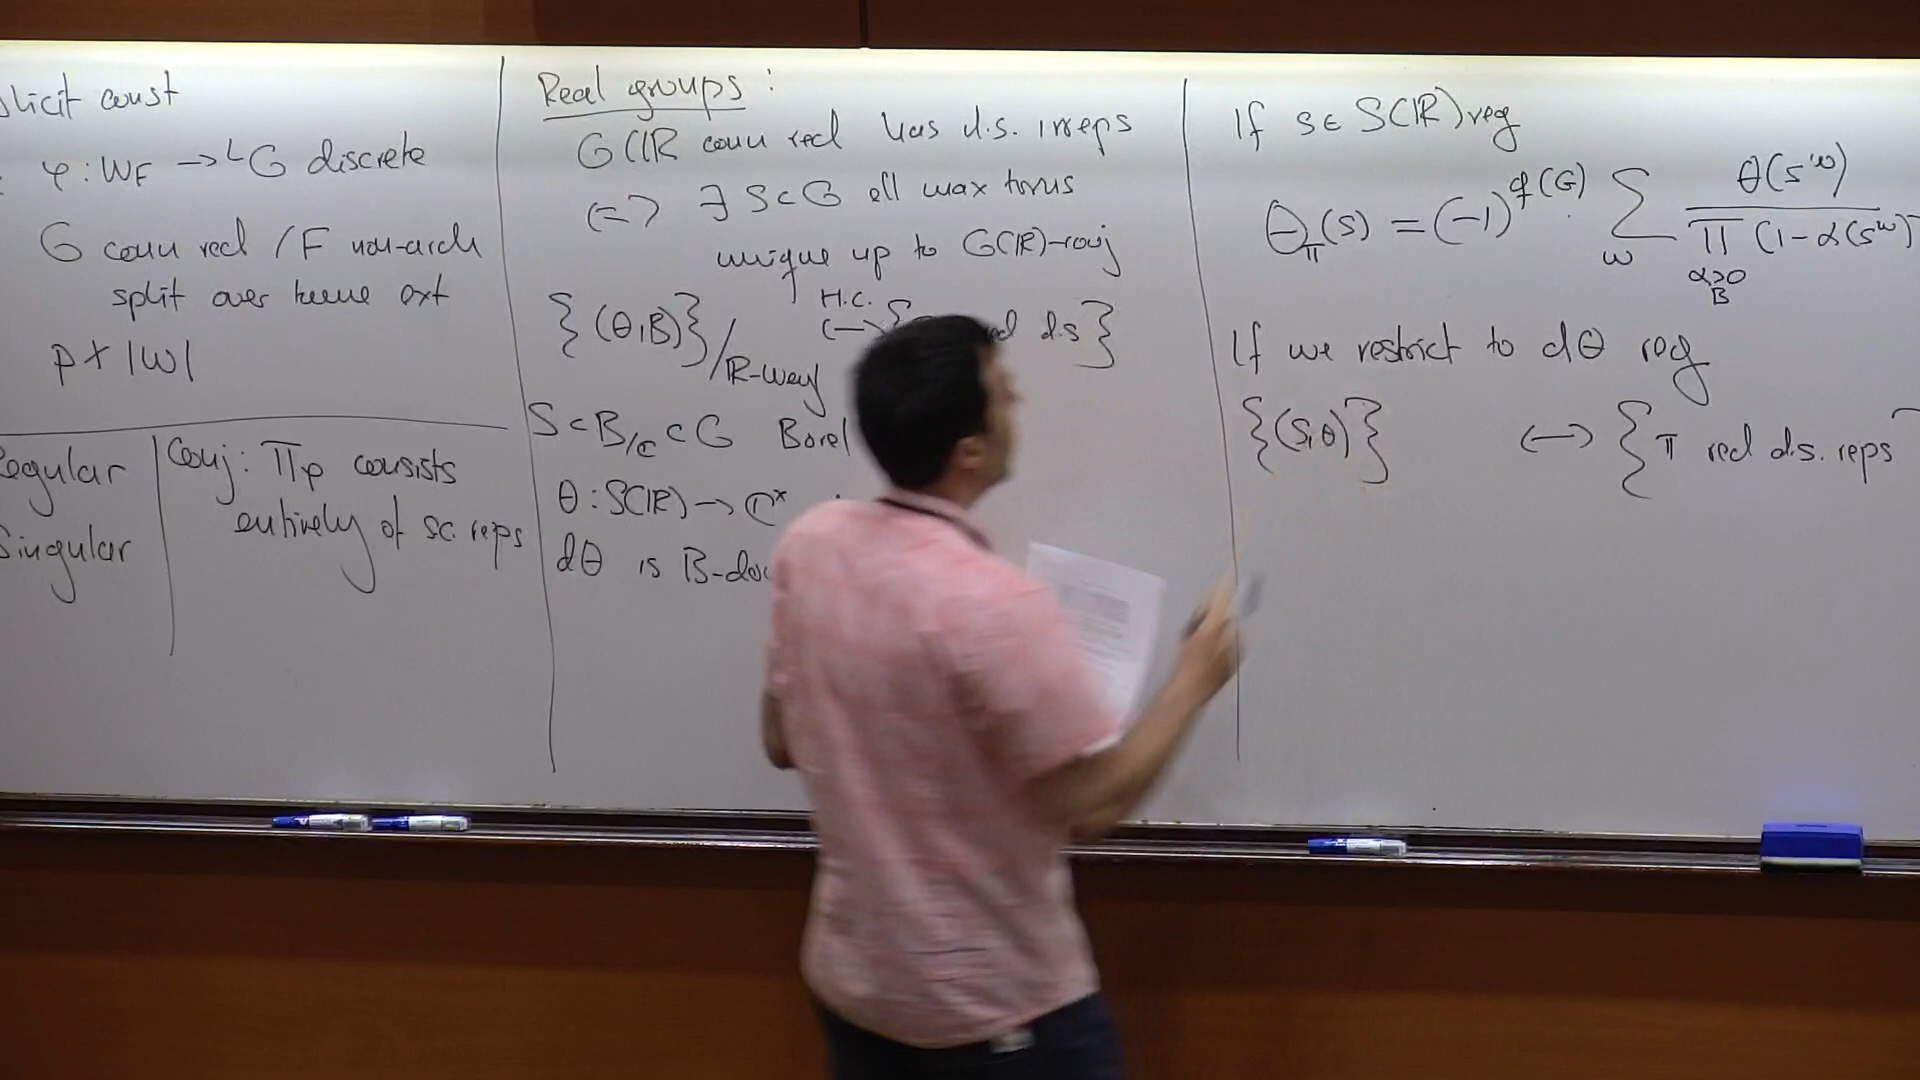 licit const
φ : W_F → ^L G discrete
G conn red / F non-arch
split over tame ext
p ∤ |W|
Regular
Singular
Conj: Π_φ consists
entirely of sc. reps
Real groups :
G/ℝ conn red has d.s. irreps
⟺ ∃ S ⊂ G ell max torus
unique up to G(ℝ)-conj
{(θ,B)}/ℝ-Weyl ⟷^{H.C.} { d.s }
S ⊂ B/ℂ ⊂ G Borel
θ : S(ℝ) → ℂ^×
dθ is B-do
If s ∈ S(ℝ)reg
Θ_π(s) = (-1)^{q(G)} Σ_w θ(s^w) / Π_{α>0, B} (1 - α(s^w)^-
If we restrict to dθ reg
{(S,θ)} ⟷ { π red d.s. reps